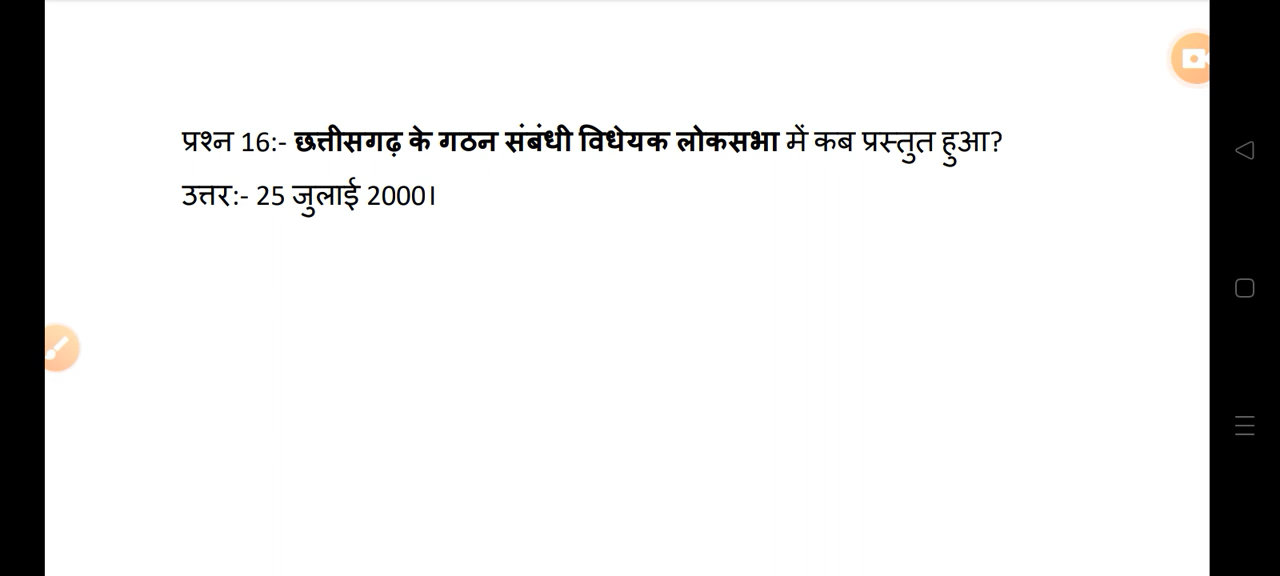 प्रश्न 16:- छत्तीसगढ़ के गठन संबंधी विधेयक लोकसभा में कब प्रस्तुत हुआ?
उत्तर:- 25 जुलाई 2000।